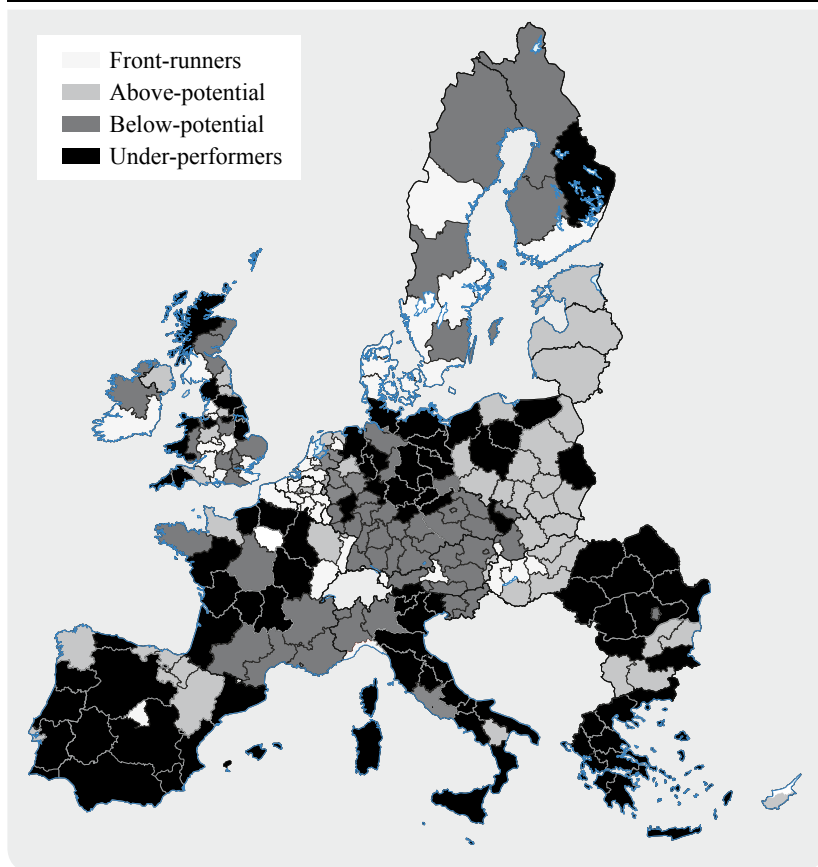 Front-runners
Above-potential
Below-potential
Under-performers